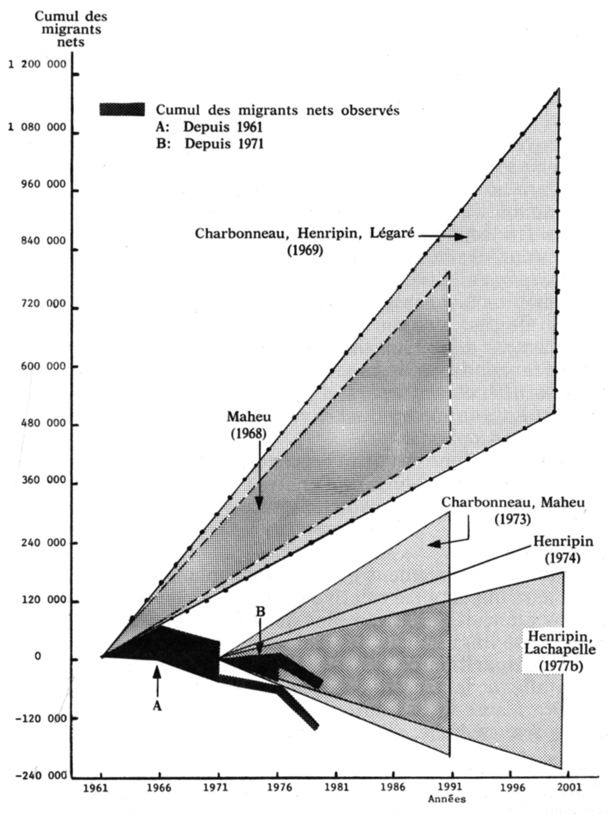 Cumul des
migrants
nets
1 200 000
1 080 000
960 000
840 000
720 000
600 000
480 000
360 000
240 000
120 000
0
-120 000
-240 000
Cumul des migrants nets observés
A: Depuis 1961
B: Depuis 1971
Charbonneau, Henripin, Légaré
(1969)
Maheu
(1968)
Charbonneau, Maheu
(1973)
Henripin
(1974)
B
Henripin,
Lachapelle
(1977b)
A
1961 1966 1971 1976 1981 1986 1991 1996 2001
Années